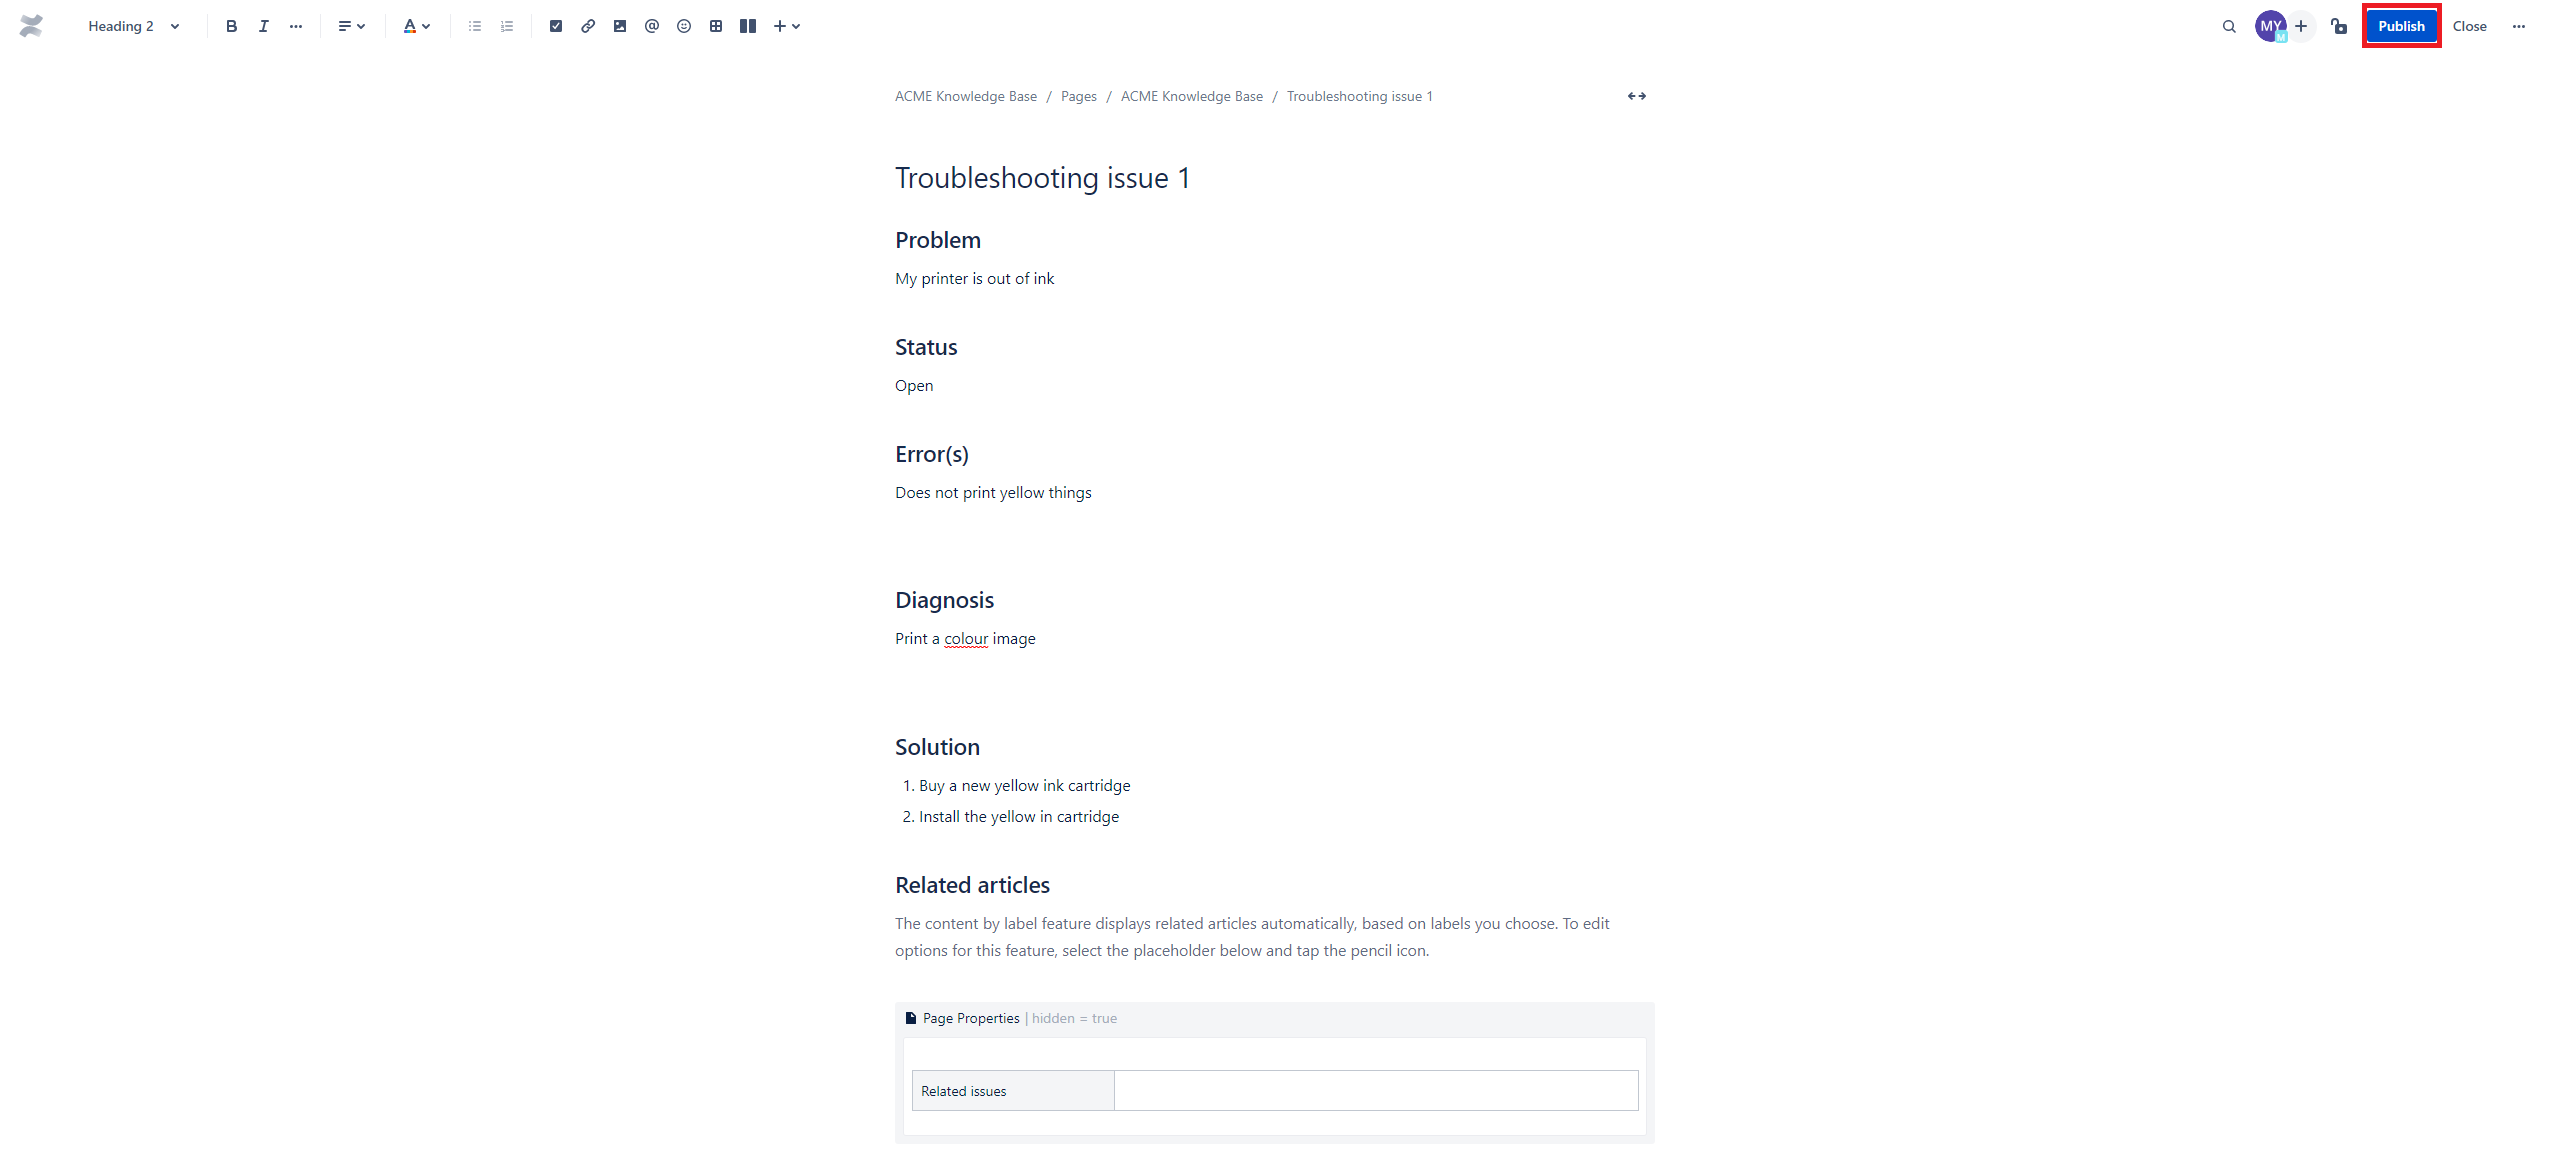 Heading 2
B I A @
MY
M
Publish Close
ACME Knowledge Base / Pages / ACME Knowledge Base / Troubleshooting issue 1
Troubleshooting issue 1
Problem
My printer is out of ink
Status
Open
Error(s)
Does not print yellow things
Diagnosis
Print a colour image
Solution
1. Buy a new yellow ink cartridge
2. Install the yellow in cartridge
Related articles
The content by label feature displays related articles automatically, based on labels you choose. To edit
options for this feature, select the placeholder below and tap the pencil icon.
Page Properties | hidden = true
Related issues